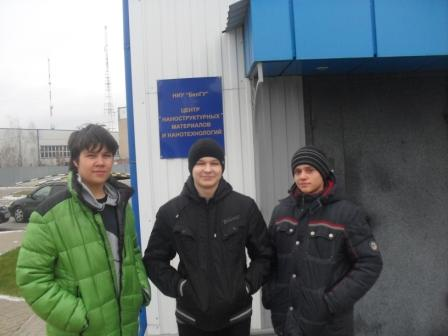 НИУ "БелГУ"
ЦЕНТР
НАНОСТРУКТУРНЫХ
МАТЕРИАЛОВ
И НАНОТЕХНОЛОГИЙ